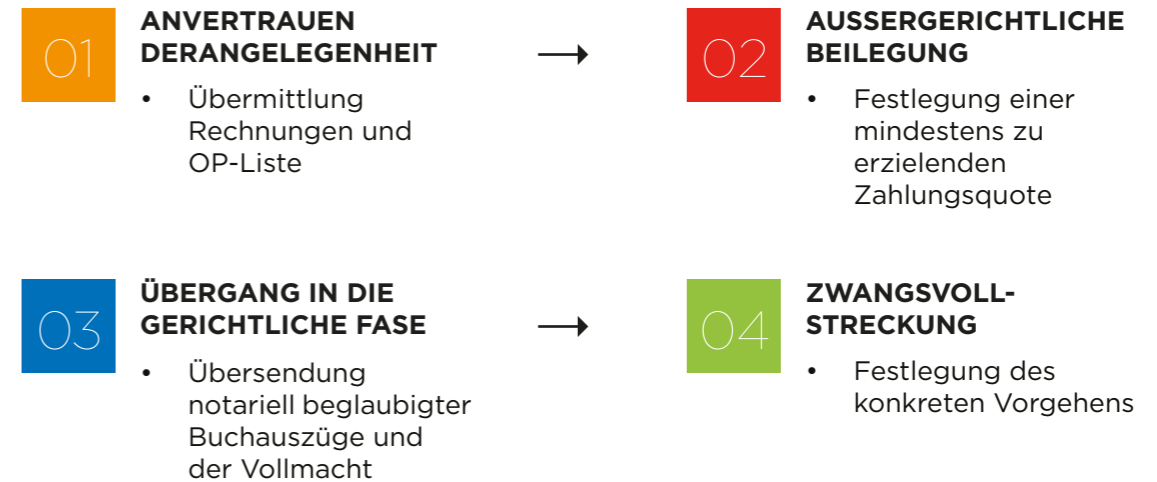 01
ANVERTRAUEN
DERANGELEGENHEIT
• Übermittlung
Rechnungen und
OP-Liste
→
02
AUSSERGERICHTLICHE
BEILEGUNG
• Festlegung einer
mindestens zu
erzielenden
Zahlungsquote
03
ÜBERGANG IN DIE
GERICHTLICHE FASE
• Übersendung
notariell beglaubigter
Buchauszüge und
der Vollmacht
→
04
ZWANGSVOLL-
STRECKUNG
• Festlegung des
konkreten Vorgehens